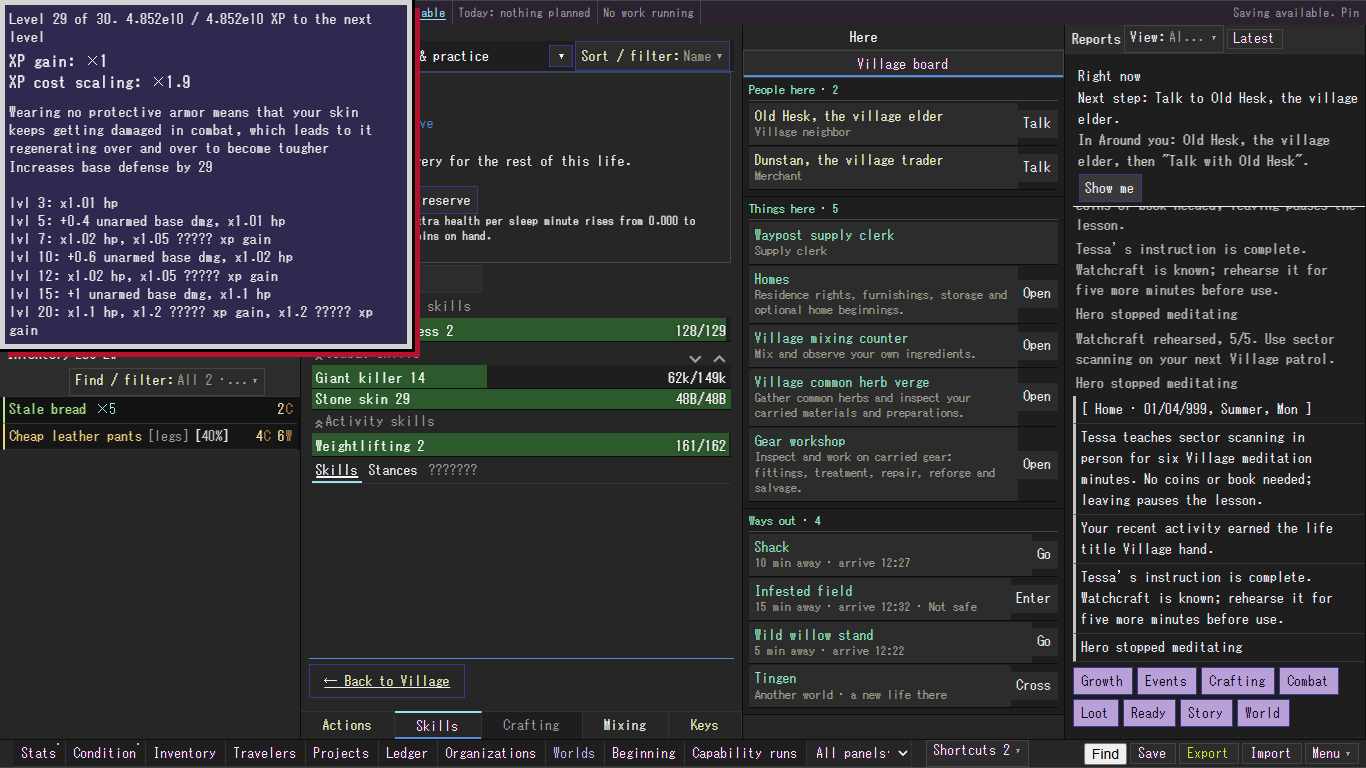 Level 29 of 30. 4.852e10 / 4.852e10 XP to the next
level
XP gain: ×1
XP cost scaling: ×1.9
Wearing no protective armor means that your skin
keeps getting damaged in combat, which leads to it
regenerating over and over to become tougher
Increases base defense by 29
lvl 3: x1.01 hp
lvl 5: +0.4 unarmed base dmg, x1.01 hp
lvl 7: x1.02 hp, x1.05 ????? xp gain
lvl 10: +0.6 unarmed base dmg, x1.02 hp
lvl 12: x1.02 hp, x1.05 ????? xp gain
lvl 15: +1 unarmed base dmg, x1.1 hp
lvl 20: x1.1 hp, x1.2 ????? xp gain, x1.2 ????? xp
gain
Find / filter: All 2 ·... ▾
Stale bread ×5 2C
Cheap leather pants [legs] [40%] 4C 6W
able Today: nothing planned No work running
Saving available. Pin
& practice ▾ Sort / filter: Name ▾
ve
very for the rest of this life.
reserve
xtra health per sleep minute rises from 0.000 to
ins on hand.
skills
ess 2 128/129
Giant killer 14 62k/149k
Stone skin 29 48B/48B
Activity skills
Weightlifting 2 161/162
Skills Stances ???????
← Back to Village
Actions Skills Crafting Mixing Keys
Here
Village board
People here · 2
Old Hesk, the village elder
Village neighbor
Talk
Dunstan, the village trader
Merchant
Talk
Things here · 5
Waypost supply clerk
Supply clerk
Homes
Residence rights, furnishings, storage and
optional home beginnings.
Open
Village mixing counter
Mix and observe your own ingredients.
Open
Village common herb verge
Gather common herbs and inspect your
carried materials and preparations.
Open
Gear workshop
Inspect and work on carried gear:
fittings, treatment, repair, reforge and
salvage.
Open
Ways out · 4
Shack
10 min away · arrive 12:27
Go
Infested field
15 min away · arrive 12:32 · Not safe
Enter
Wild willow stand
5 min away · arrive 12:22
Go
Tingen
Another world · a new life there
Cross
Reports View: Al... ▾ Latest
Right now
Next step: Talk to Old Hesk, the village
elder.
In Around you: Old Hesk, the village
elder, then "Talk with Old Hesk".
Show me
coins or book needed; leaving pauses the
lesson.
Tessa's instruction is complete.
Watchcraft is known; rehearse it for
five more minutes before use.
Hero stopped meditating
Watchcraft rehearsed, 5/5. Use sector
scanning on your next Village patrol.
Hero stopped meditating
[ Home · 01/04/999, Summer, Mon ]
Tessa teaches sector scanning in
person for six Village meditation
minutes. No coins or book needed;
leaving pauses the lesson.
Your recent activity earned the life
title Village hand.
Tessa's instruction is complete.
Watchcraft is known; rehearse it for
five more minutes before use.
Hero stopped meditating
Growth Events Crafting Combat
Loot Ready Story World
Stats Condition Inventory Travelers Projects Ledger Organizations Worlds Beginning Capability runs All panels Shortcuts 2 ▾ Find Save Export Import Menu ▾